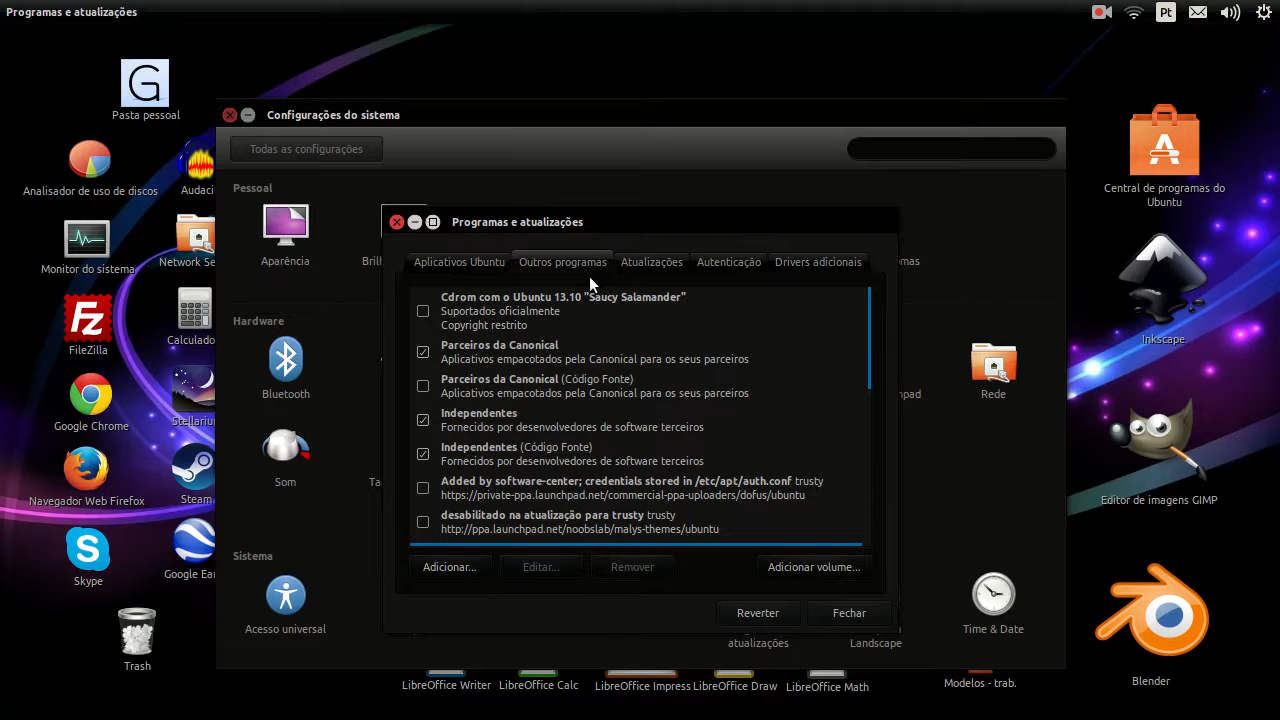 Programas e atualizações
Pt
G
Pasta pessoal
Analisador de uso de discos
Audaci
Monitor do sistema
Network Se
FileZilla
Calculado
Google Chrome
Stellariu
Navegador Web Firefox
Steam
Skype
Google Ear
Trash
Configurações do sistema
Todas as configurações
Pessoal
Aparência
Bril
Hardware
Bluetooth
Som
Ta
Sistema
Acesso universal
Programas e atualizações
Aplicativos Ubuntu
Outros programas
Atualizações
Autenticação
Drivers adicionais
Cdrom com o Ubuntu 13.10 "Saucy Salamander"
Suportados oficialmente
Copyright restrito
Parceiros da Canonical
Aplicativos empacotados pela Canonical para os seus parceiros
Parceiros da Canonical (Código Fonte)
Aplicativos empacotados pela Canonical para os seus parceiros
Independentes
Fornecidos por desenvolvedores de software terceiros
Independentes (Código Fonte)
Fornecidos por desenvolvedores de software terceiros
Added by software-center; credentials stored in /etc/apt/auth.conf trusty
https://private-ppa.launchpad.net/commercial-ppa-uploaders/dofus/ubuntu
desabilitado na atualização para trusty trusty
http://ppa.launchpad.net/noobslab/malys-themes/ubuntu
Adicionar...
Editar...
Remover
Adicionar volume...
Reverter
Fechar
omas
Rede
hpad
atualizações
Landscape
Time & Date
LibreOffice Writer
LibreOffice Calc
LibreOffice Impress
LibreOffice Draw
LibreOffice Math
Modelos - trab.
Central de programas do
Ubuntu
Inkscape
Editor de imagens GIMP
Blender